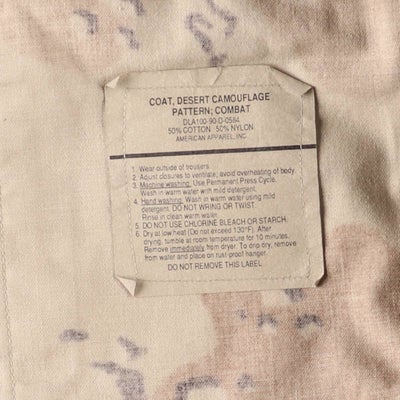 COAT, DESERT CAMOUFLAGE
PATTERN; COMBAT
DLA100-90-D-0564
50% COTTON 50% NYLON
AMERICAN APPAREL, INC.
1. Wear outside of trousers.
2. Adjust closures to ventilate; avoid overheating of body.
3. Machine washing: Use Permanent Press Cycle.
Wash in warm water with mild detergent.
4. Hand washing: Wash in warm water using mild
detergent. DO NOT WRING OR TWIST.
Rinse in clean warm water.
5. DO NOT USE CHLORINE BLEACH OR STARCH.
6. Dry at low heat (Do not exceed 130°F). After
drying, tumble at room temperature for 10 minutes.
Remove immediately from dryer. To drip dry, remove
from water and place on rust-proof hanger.
DO NOT REMOVE THIS LABEL